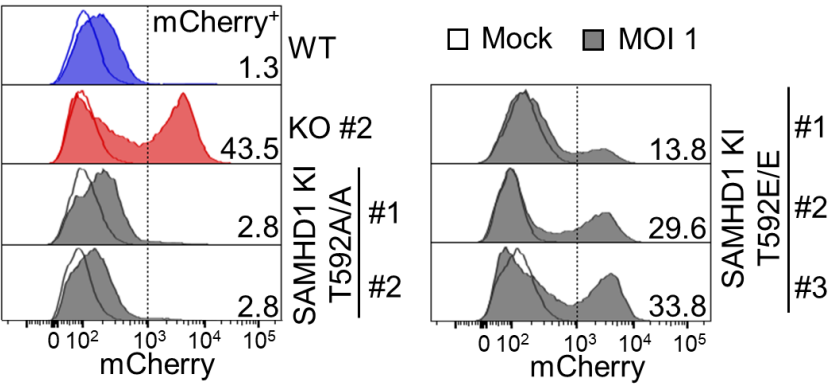 mCherry⁺
WT
1.3
KO #2
43.5
SAMHD1 KI
T592A/A
#1
2.8
#2
2.8
0 10² 10³ 10⁴ 10⁵
mCherry
Mock
MOI 1
13.8
29.6
33.8
SAMHD1 KI
T592E/E
#1
#2
#3
0 10² 10³ 10⁴ 10⁵
mCherry